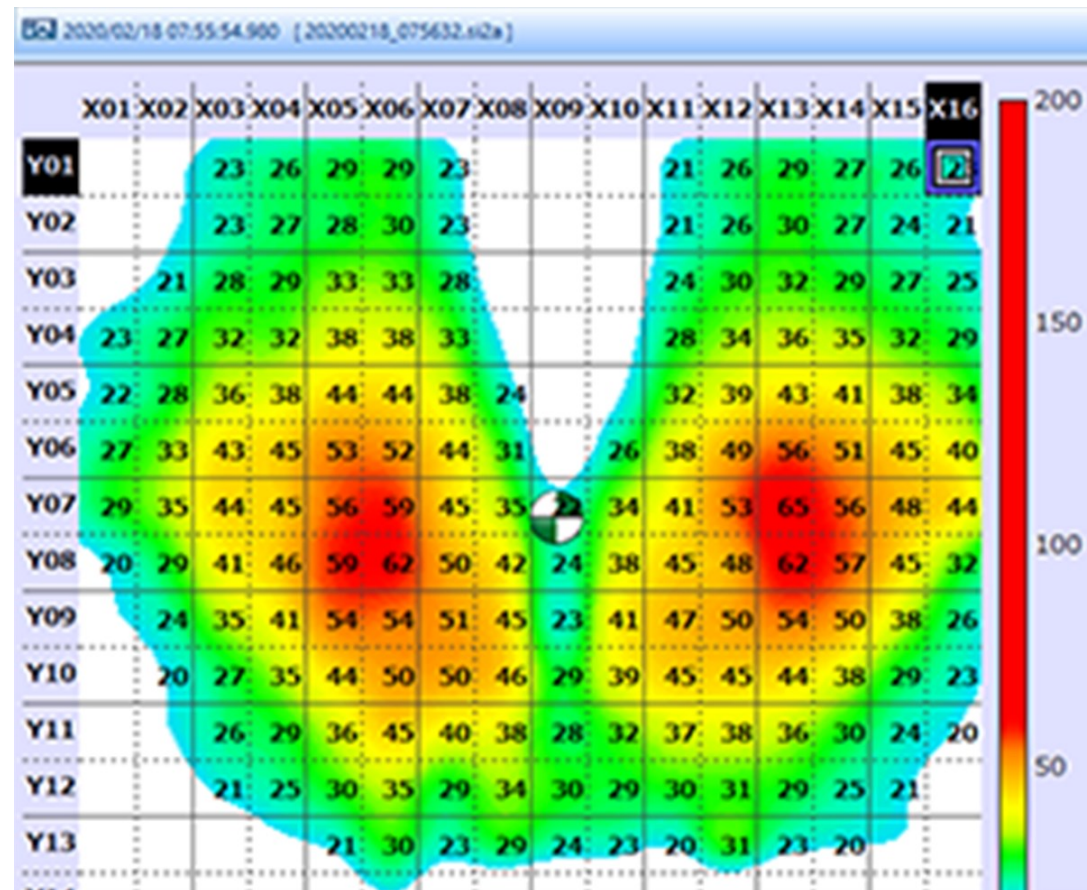 2020/02/18 07:55:54.980 [ 20200218_075632.si2a ]
X01 X02 X03 X04 X05 X06 X07 X08 X09 X10 X11 X12 X13 X14 X15 X16
200
Y01 23 26 29 29 23 21 26 29 27 26
Y02 23 27 28 30 23 21 26 30 27 24 21
Y03 21 28 29 33 33 28 24 30 32 29 27 25
150
Y04 23 27 32 32 38 38 33 28 34 36 35 32 29
Y05 22 28 36 38 44 44 38 24 32 39 43 41 38 34
Y06 27 33 43 45 53 52 44 31 26 38 49 56 51 45 40
Y07 29 35 44 45 56 59 45 35 34 41 53 65 56 48 44
100
Y08 20 29 41 46 59 62 50 42 24 38 45 48 62 57 45 32
Y09 24 35 41 54 54 51 45 23 41 47 50 54 50 38 26
Y10 20 27 35 44 50 50 46 29 39 45 45 44 38 29 23
Y11 26 29 36 45 40 38 28 32 37 38 36 30 24 20
50
Y12 21 25 30 35 29 34 30 29 30 31 29 25 21
Y13 21 30 23 29 24 23 20 31 23 20